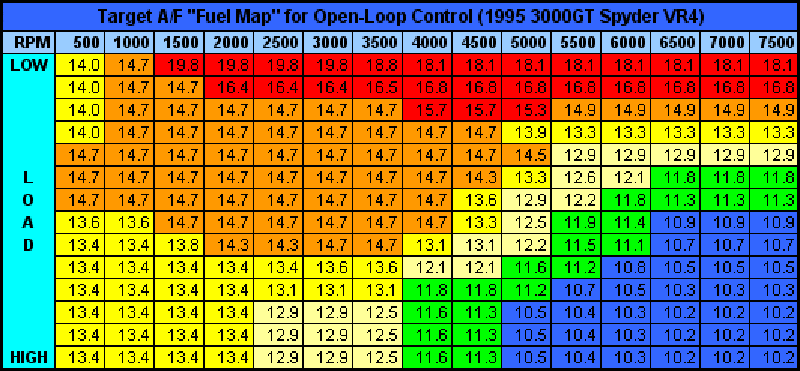 Target A/F "Fuel Map" for Open-Loop Control (1995 3000GT Spyder VR4)
RPM 500 1000 1500 2000 2500 3000 3500 4000 4500 5000 5500 6000 6500 7000 7500
LOW 14.0 14.7 19.8 19.8 19.8 19.8 18.8 18.1 18.1 18.1 18.1 18.1 18.1 18.1 18.1
14.0 14.7 14.7 16.4 16.4 16.4 16.5 16.8 16.8 16.8 16.8 16.8 16.8 16.8 16.8
14.0 14.7 14.7 14.7 14.7 14.7 14.7 15.7 15.7 15.3 14.9 14.9 14.9 14.9 14.9
14.0 14.7 14.7 14.7 14.7 14.7 14.7 14.7 14.7 13.9 13.3 13.3 13.3 13.3 13.3
14.7 14.7 14.7 14.7 14.7 14.7 14.7 14.7 14.7 14.5 12.9 12.9 12.9 12.9 12.9
L 14.7 14.7 14.7 14.7 14.7 14.7 14.7 14.7 14.3 13.3 12.6 12.1 11.8 11.8 11.8
O 14.7 14.7 14.7 14.7 14.7 14.7 14.7 14.7 13.6 12.9 12.2 11.8 11.3 11.3 11.3
A 13.6 13.6 14.7 14.7 14.7 14.7 14.7 14.7 13.3 12.5 11.9 11.4 10.9 10.9 10.9
D 13.4 13.4 13.8 14.3 14.3 14.7 14.7 13.1 13.1 12.2 11.5 11.1 10.7 10.7 10.7
13.4 13.4 13.4 13.4 13.4 13.6 13.6 12.1 12.1 11.6 11.2 10.8 10.5 10.5 10.5
13.4 13.4 13.4 13.4 13.1 13.1 13.1 11.8 11.8 11.2 10.7 10.5 10.3 10.3 10.3
13.4 13.4 13.4 13.4 12.9 12.9 12.5 11.6 11.3 10.5 10.4 10.3 10.2 10.2 10.2
13.4 13.4 13.4 13.4 12.9 12.9 12.5 11.6 11.3 10.5 10.4 10.3 10.2 10.2 10.2
HIGH 13.4 13.4 13.4 13.4 12.9 12.9 12.5 11.6 11.3 10.5 10.4 10.3 10.2 10.2 10.2